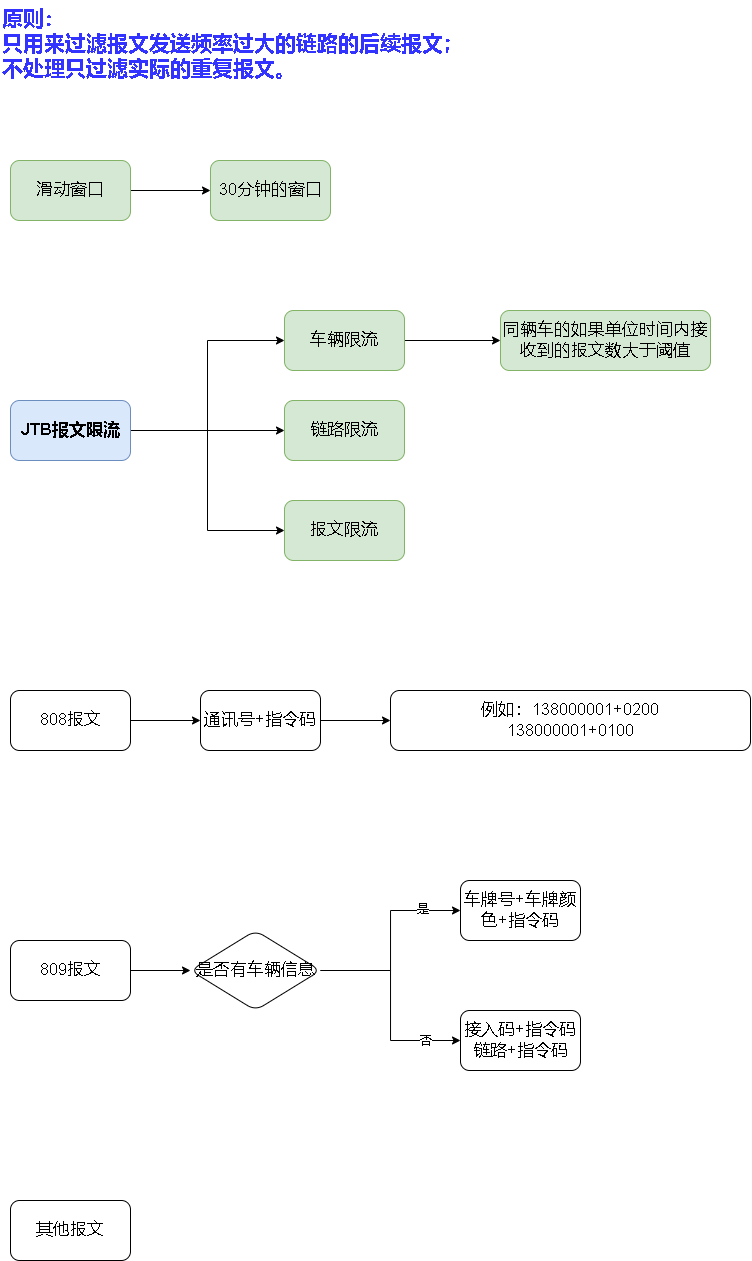 原则：
只用来过滤报文发送频率过大的链路的后续报文；
不处理只过滤实际的重复报文。
滑动窗口
30分钟的窗口
车辆限流
同辆车的如果单位时间内接
收到的报文数大于阈值
JTB报文限流
链路限流
报文限流
808报文
通讯号+指令码
例如：138000001+0200
138000001+0100
809报文
是否有车辆信息
是
车牌号+车牌颜
色+指令码
否
接入码+指令码
链路+指令码
其他报文